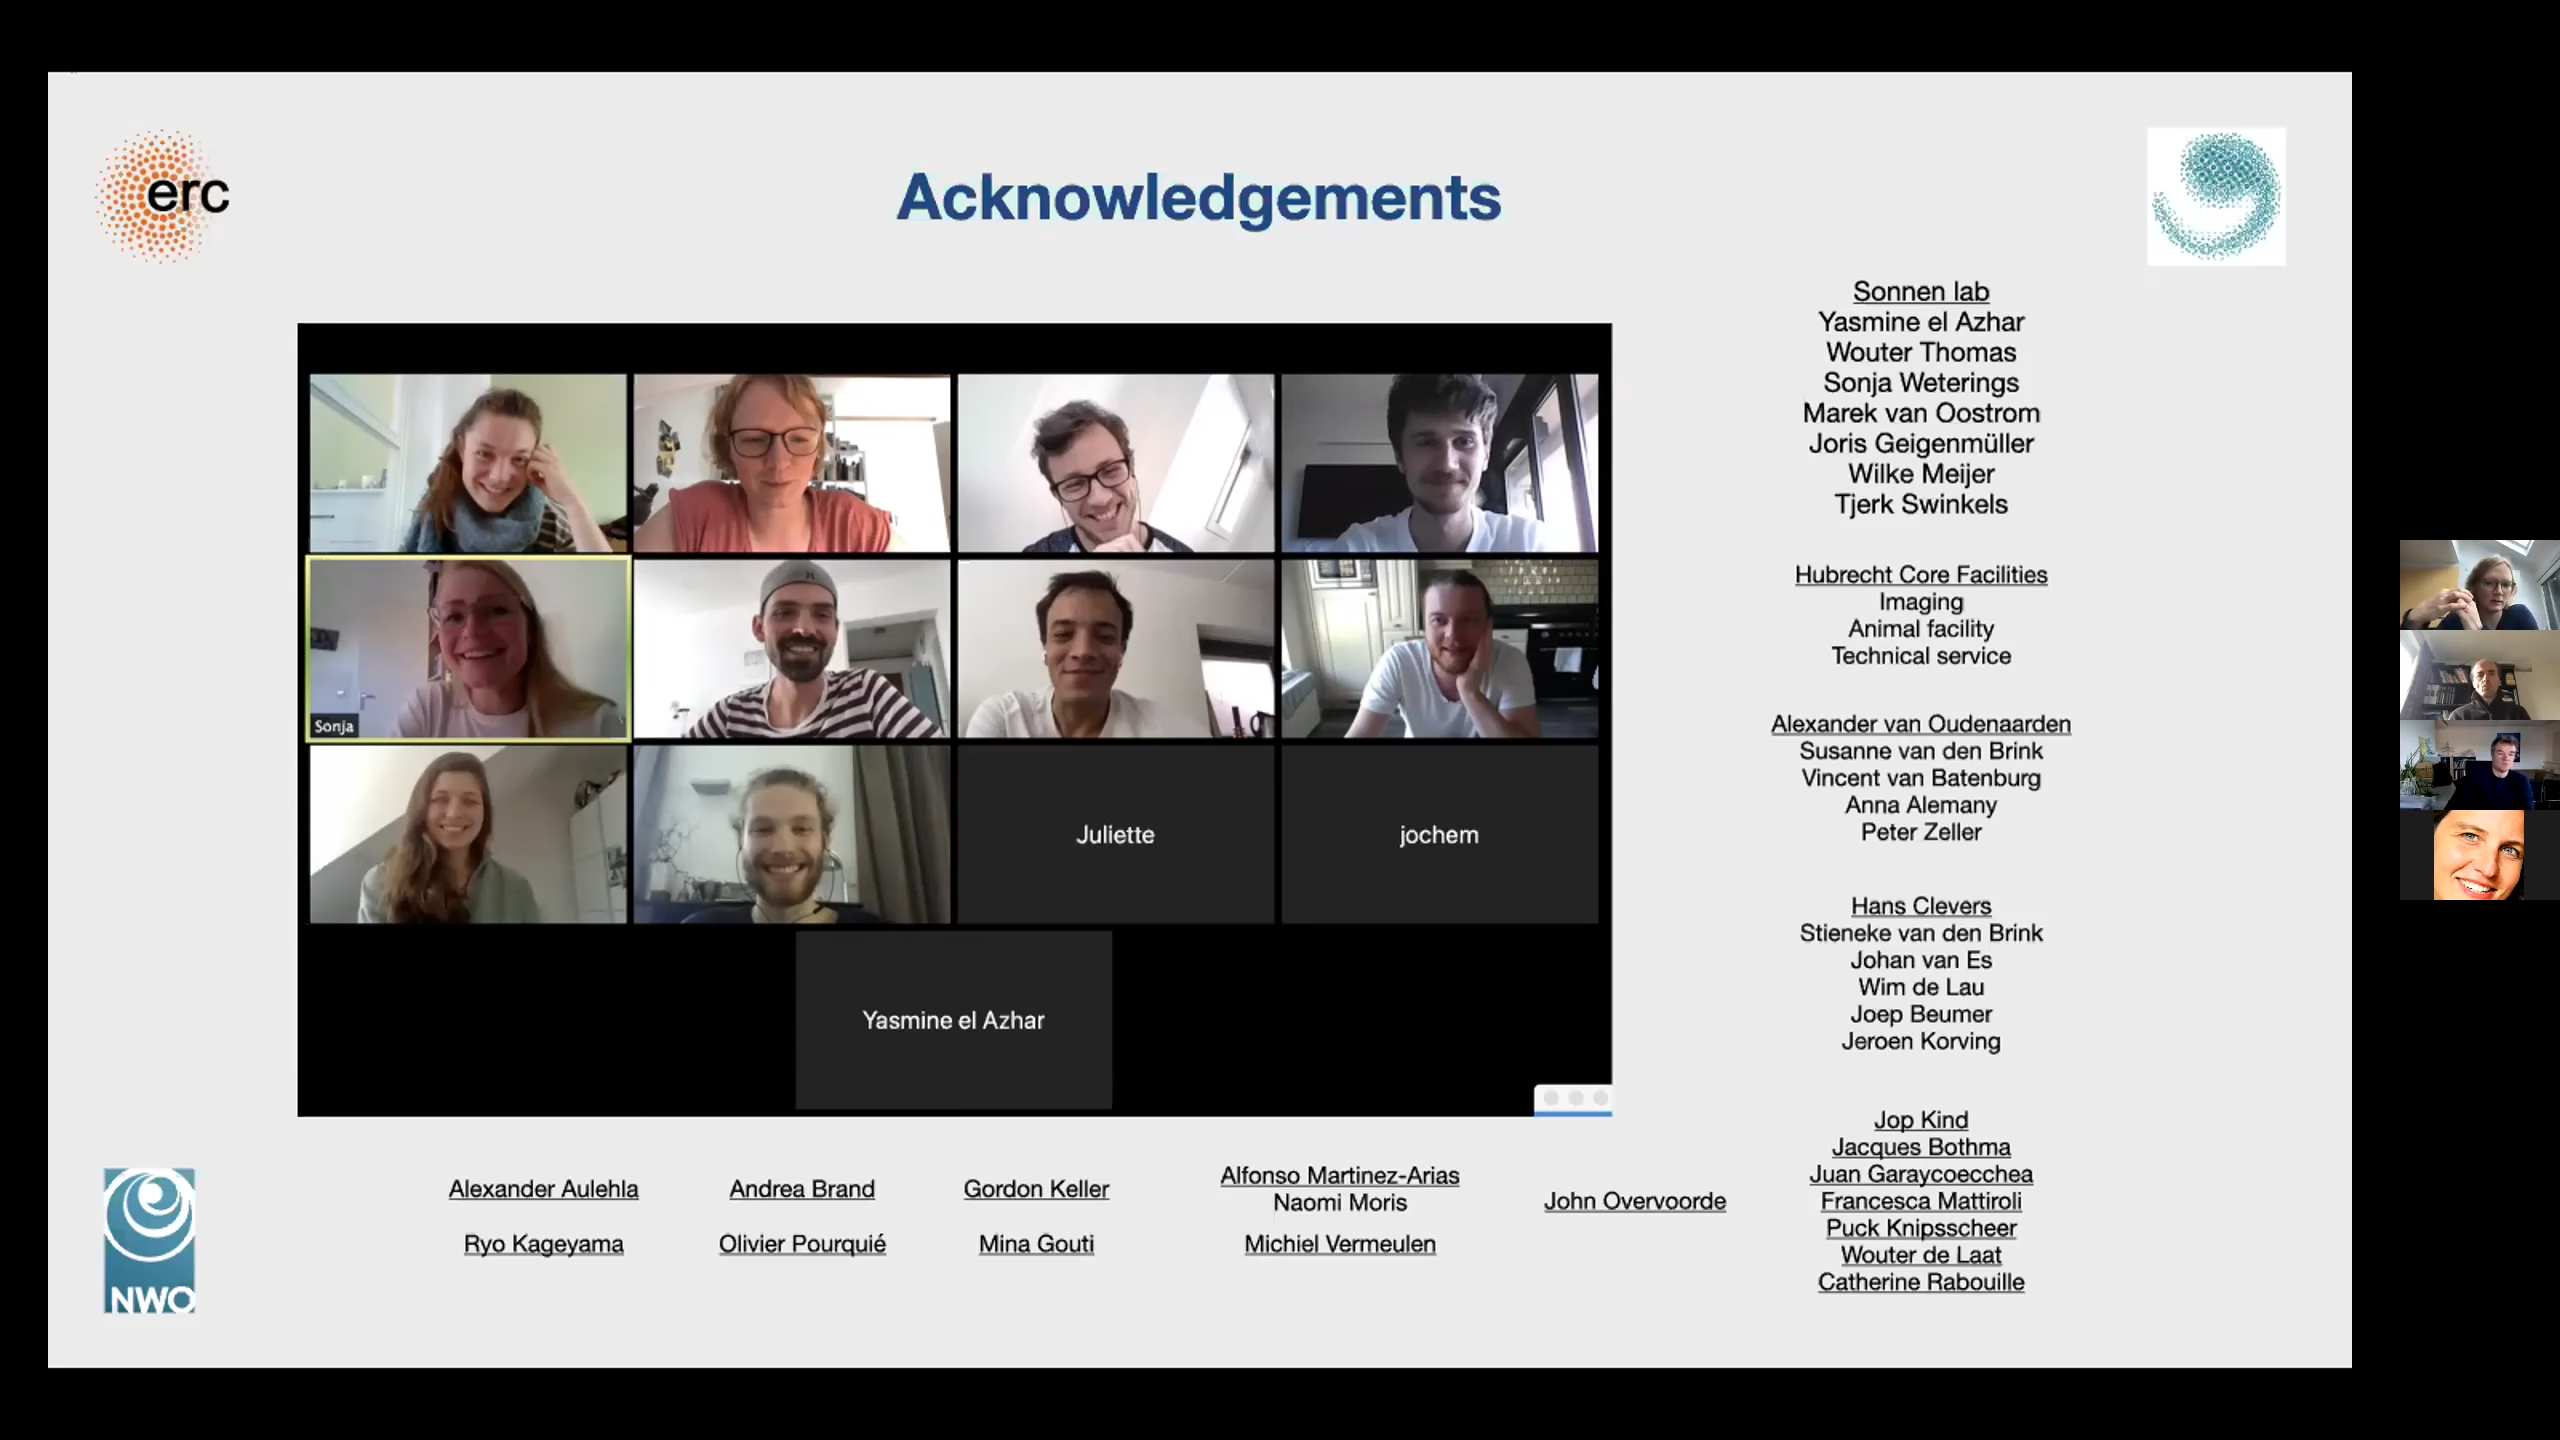 erc
Acknowledgements
Sonnen lab
Yasmine el Azhar
Wouter Thomas
Sonja Weterings
Marek van Oostrom
Joris Geigenmüller
Wilke Meijer
Tjerk Swinkels
Hubrecht Core Facilities
Imaging
Animal facility
Technical service
Alexander van Oudenaarden
Susanne van den Brink
Vincent van Batenburg
Anna Alemany
Peter Zeller
Hans Clevers
Stieneke van den Brink
Johan van Es
Wim de Lau
Joep Beumer
Jeroen Korving
Jop Kind
Jacques Bothma
Juan Garaycoecchea
Francesca Mattiroli
Puck Knipsscheer
Wouter de Laat
Catherine Rabouille
Sonja
Juliette
jochem
Yasmine el Azhar
Alexander Aulehla
Ryo Kageyama
Andrea Brand
Olivier Pourquié
Gordon Keller
Mina Gouti
Alfonso Martinez-Arias
Naomi Moris
Michiel Vermeulen
John Overvoorde
NWO